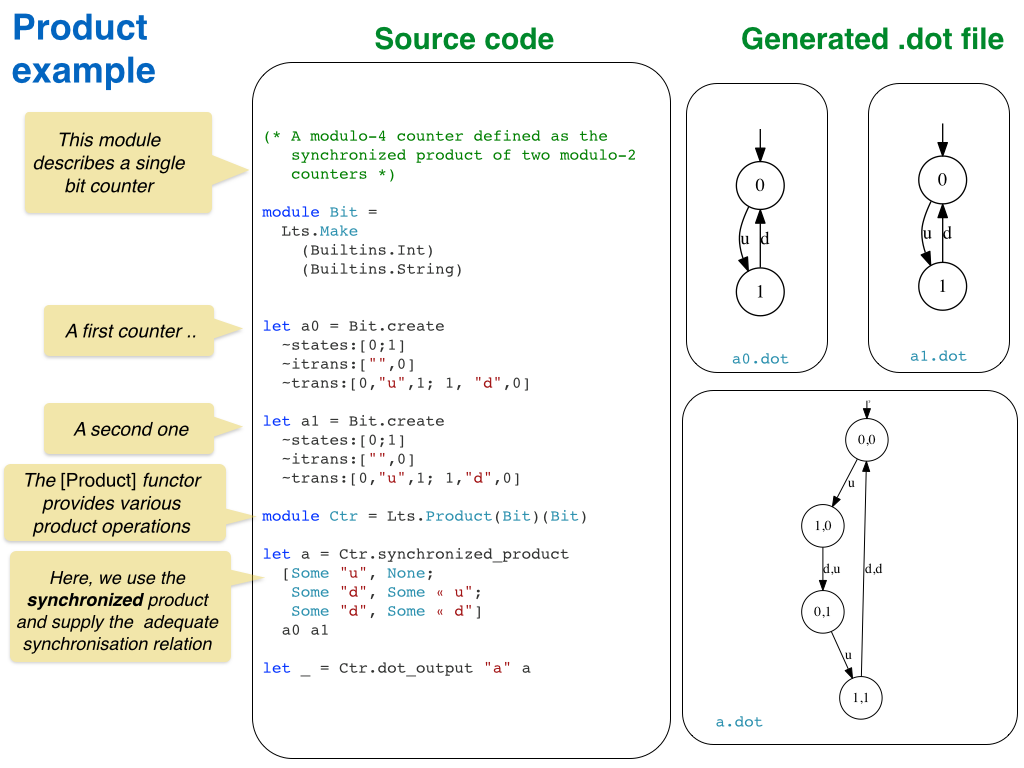 Product
example
Source code
Generated .dot file
This module
describes a single
bit counter
A first counter ..
A second one
The [Product] functor
provides various
product operations
Here, we use the
synchronized product
and supply the adequate
synchronisation relation
(* A modulo-4 counter defined as the
synchronized product of two modulo-2
counters *)
module Bit =
Lts.Make
(Builtins.Int)
(Builtins.String)
let a0 = Bit.create
~states:[0;1]
~itrans:["",0]
~trans:[0,"u",1; 1, "d",0]
let a1 = Bit.create
~states:[0;1]
~itrans:["",0]
~trans:[0,"u",1; 1,"d",0]
module Ctr = Lts.Product(Bit)(Bit)
let a = Ctr.synchronized_product
[Some "u", None;
Some "d", Some « u";
Some "d", Some « d"]
a0 a1
let _ = Ctr.dot_output "a" a
0
u d
1
a0.dot
0
u d
1
a1.dot
0,0
u
1,0
d,u
d,d
0,1
u
1,1
a.dot